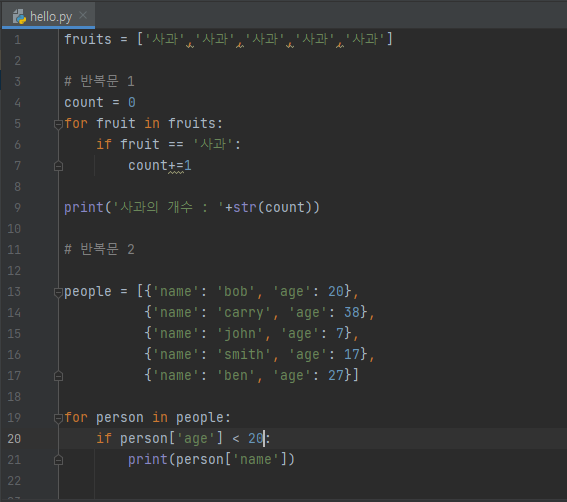 hello.py
1 fruits = ['사과','사과','사과','사과','사과']
2
3 # 반복문 1
4 count = 0
5 for fruit in fruits:
6 if fruit == '사과':
7 count+=1
8
9 print('사과의 개수 : '+str(count))
10
11 # 반복문 2
12
13 people = [{'name': 'bob', 'age': 20},
14 {'name': 'carry', 'age': 38},
15 {'name': 'john', 'age': 7},
16 {'name': 'smith', 'age': 17},
17 {'name': 'ben', 'age': 27}]
18
19 for person in people:
20 if person['age'] < 20:
21 print(person['name'])
22